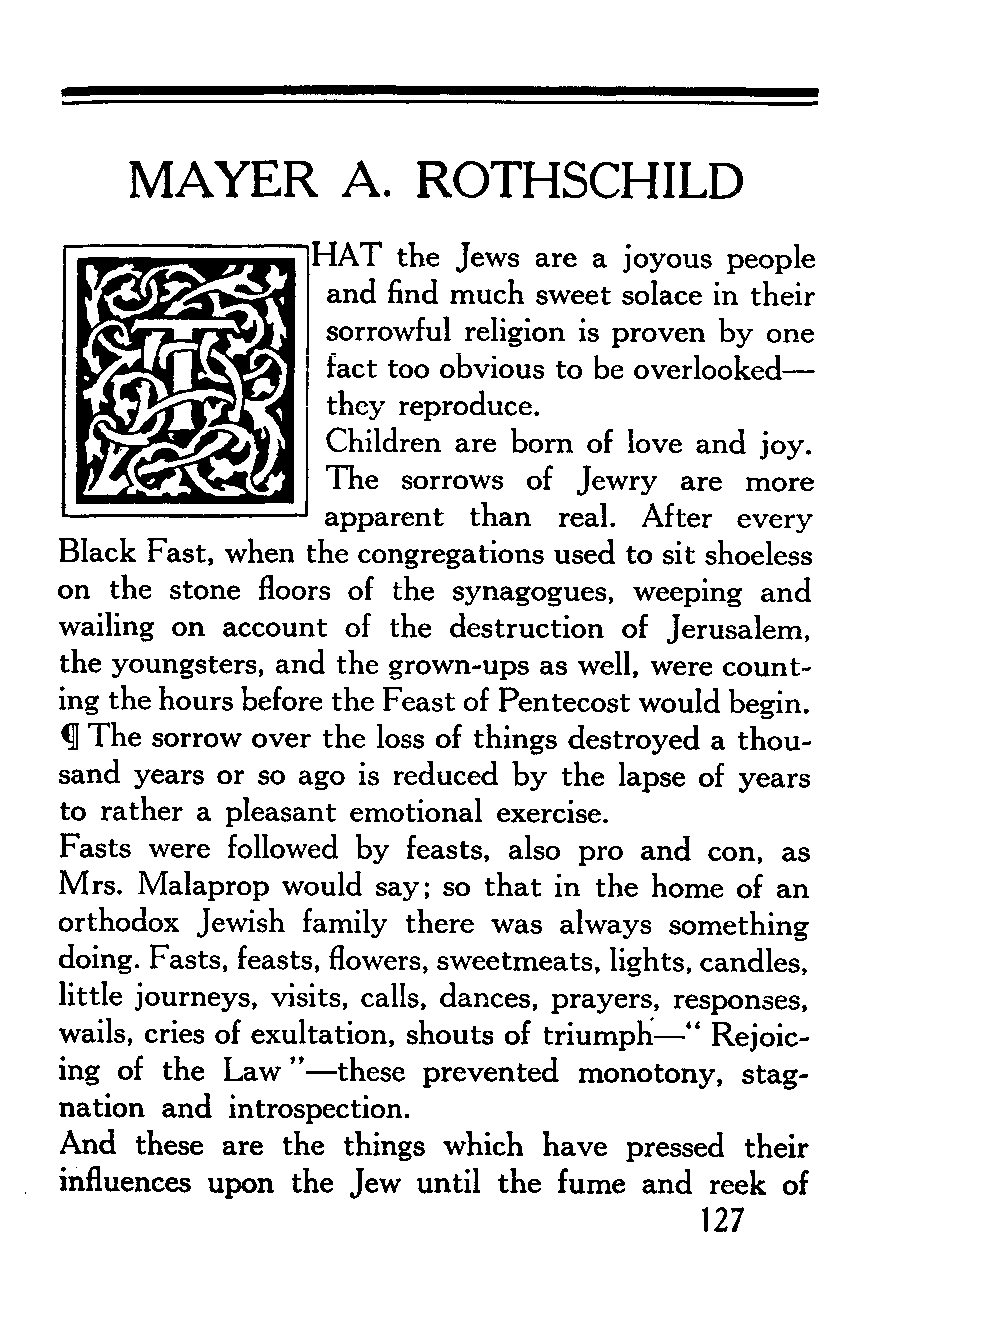 MAYER A. ROTHSCHILD
THAT the Jews are a joyous people
and find much sweet solace in their
sorrowful religion is proven by one
fact too obvious to be overlooked—
they reproduce.
Children are born of love and joy.
The sorrows of Jewry are more
apparent than real. After every
Black Fast, when the congregations used to sit shoeless
on the stone floors of the synagogues, weeping and
wailing on account of the destruction of Jerusalem,
the youngsters, and the grown-ups as well, were count-
ing the hours before the Feast of Pentecost would begin.
¶ The sorrow over the loss of things destroyed a thou-
sand years or so ago is reduced by the lapse of years
to rather a pleasant emotional exercise.
Fasts were followed by feasts, also pro and con, as
Mrs. Malaprop would say; so that in the home of an
orthodox Jewish family there was always something
doing. Fasts, feasts, flowers, sweetmeats, lights, candles,
little journeys, visits, calls, dances, prayers, responses,
wails, cries of exultation, shouts of triumph—“ Rejoic-
ing of the Law ”—these prevented monotony, stag-
nation and introspection.
And these are the things which have pressed their
influences upon the Jew until the fume and reek of
127